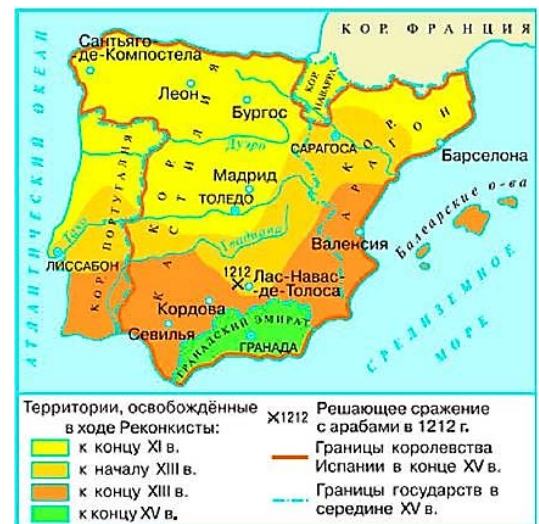 КОР. ФРАНЦИЯ
АТЛАНТИЧЕСКИЙ ОКЕАН
Сантьяго-
де-Компостела
Леон
Бургос
КОР. НАВАРРА
КОР. КАСТИЛИЯ
Дуэро
САРАГОСА
КОР. АРАГОН
Барселона
Мадрид
ТОЛЕДО
КОР. ПОРТУГАЛИЯ
Тахо
Гвадиана
ЛИССАБОН
Валенсия
Балеарские о-ва
1212
Лас-Навас-
де-Толоса
Кордова
Севилья
ГРАНАДСКИЙ ЭМИРАТ
ГРАНАДА
СРЕДИЗЕМНОЕ
МОРЕ
Территории, освобождённые
в ходе Реконкисты:
к концу XI в.
к началу XIII в.
к концу XIII в.
к концу XV в.
1212 Решающее сражение
с арабами в 1212 г.
Границы королевства
Испании в конце XV в.
Границы государств в
середине XV в.